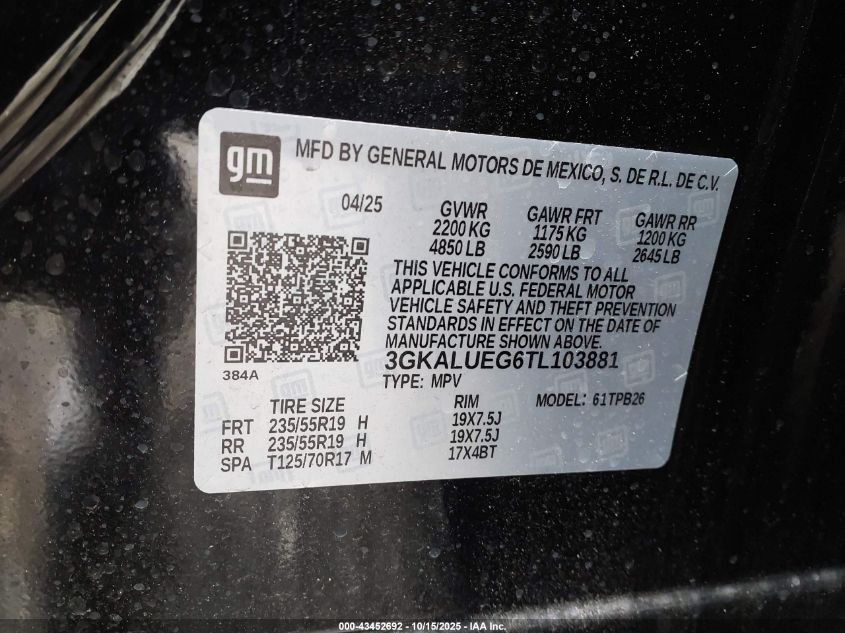 gm
MFD BY GENERAL MOTORS DE MEXICO, S. DE R.L. DE C.V.
04/25 GVWR GAWR FRT GAWR RR
2200 KG 1175 KG 1200 KG
4850 LB 2590 LB 2645 LB
THIS VEHICLE CONFORMS TO ALL
APPLICABLE U.S. FEDERAL MOTOR
VEHICLE SAFETY AND THEFT PREVENTION
STANDARDS IN EFFECT ON THE DATE OF
MANUFACTURE SHOWN ABOVE.
384A
3GKALUEG6TL103881
TYPE: MPV MODEL: 61TPB26
TIRE SIZE RIM
FRT 235/55R19 H 19X7.5J
RR 235/55R19 H 19X7.5J
SPA T125/70R17 M 17X4BT
000-43452692 - 10/15/2025 - IAA Inc.